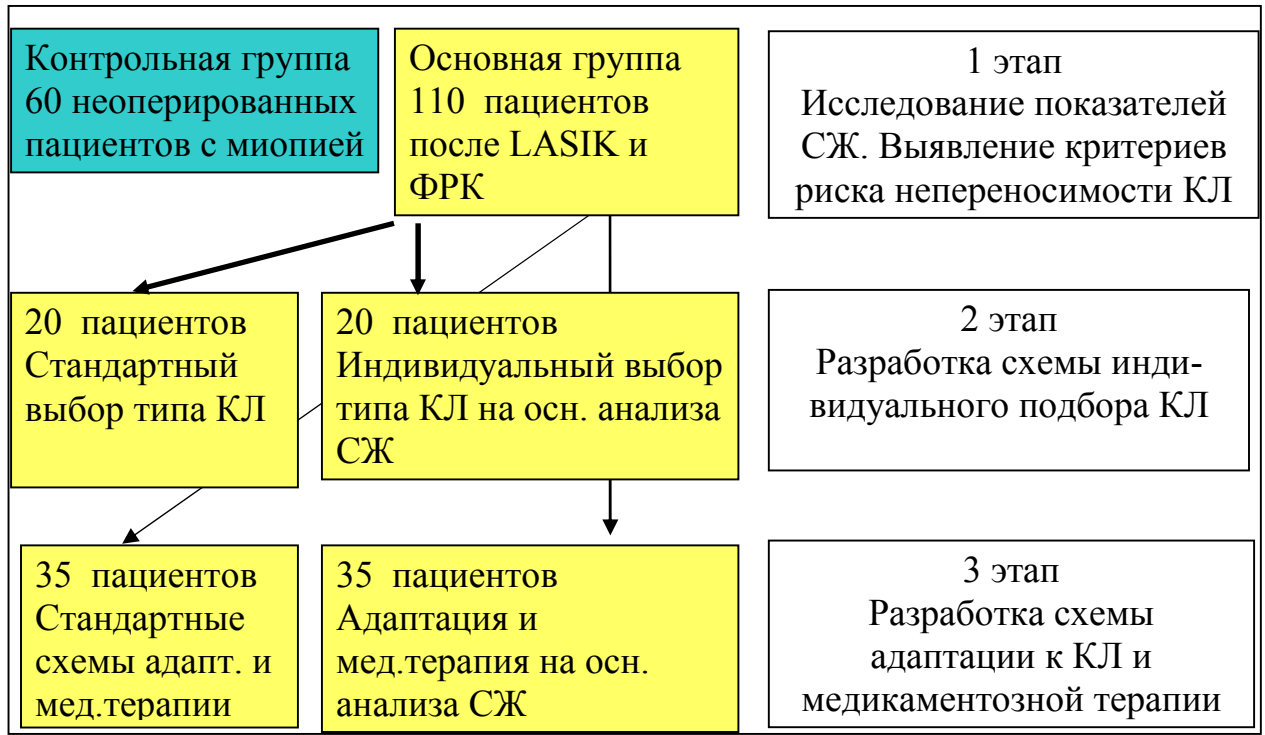 Контрольная группа
60 неоперированных
пациентов с миопией
Основная группа
110 пациентов
после LASIK и
ФРК
1 этап
Исследование показателей
СЖ. Выявление критериев
риска непереносимости КЛ
20 пациентов
Стандартный
выбор типа КЛ
20 пациентов
Индивидуальный выбор
типа КЛ на осн. анализа
СЖ
2 этап
Разработка схемы инди-
видуального подбора КЛ
35 пациентов
Стандартные
схемы адапт. и
мед.терапии
35 пациентов
Адаптация и
мед.терапия на осн.
анализа СЖ
3 этап
Разработка схемы
адаптации к КЛ и
медикаментозной терапии